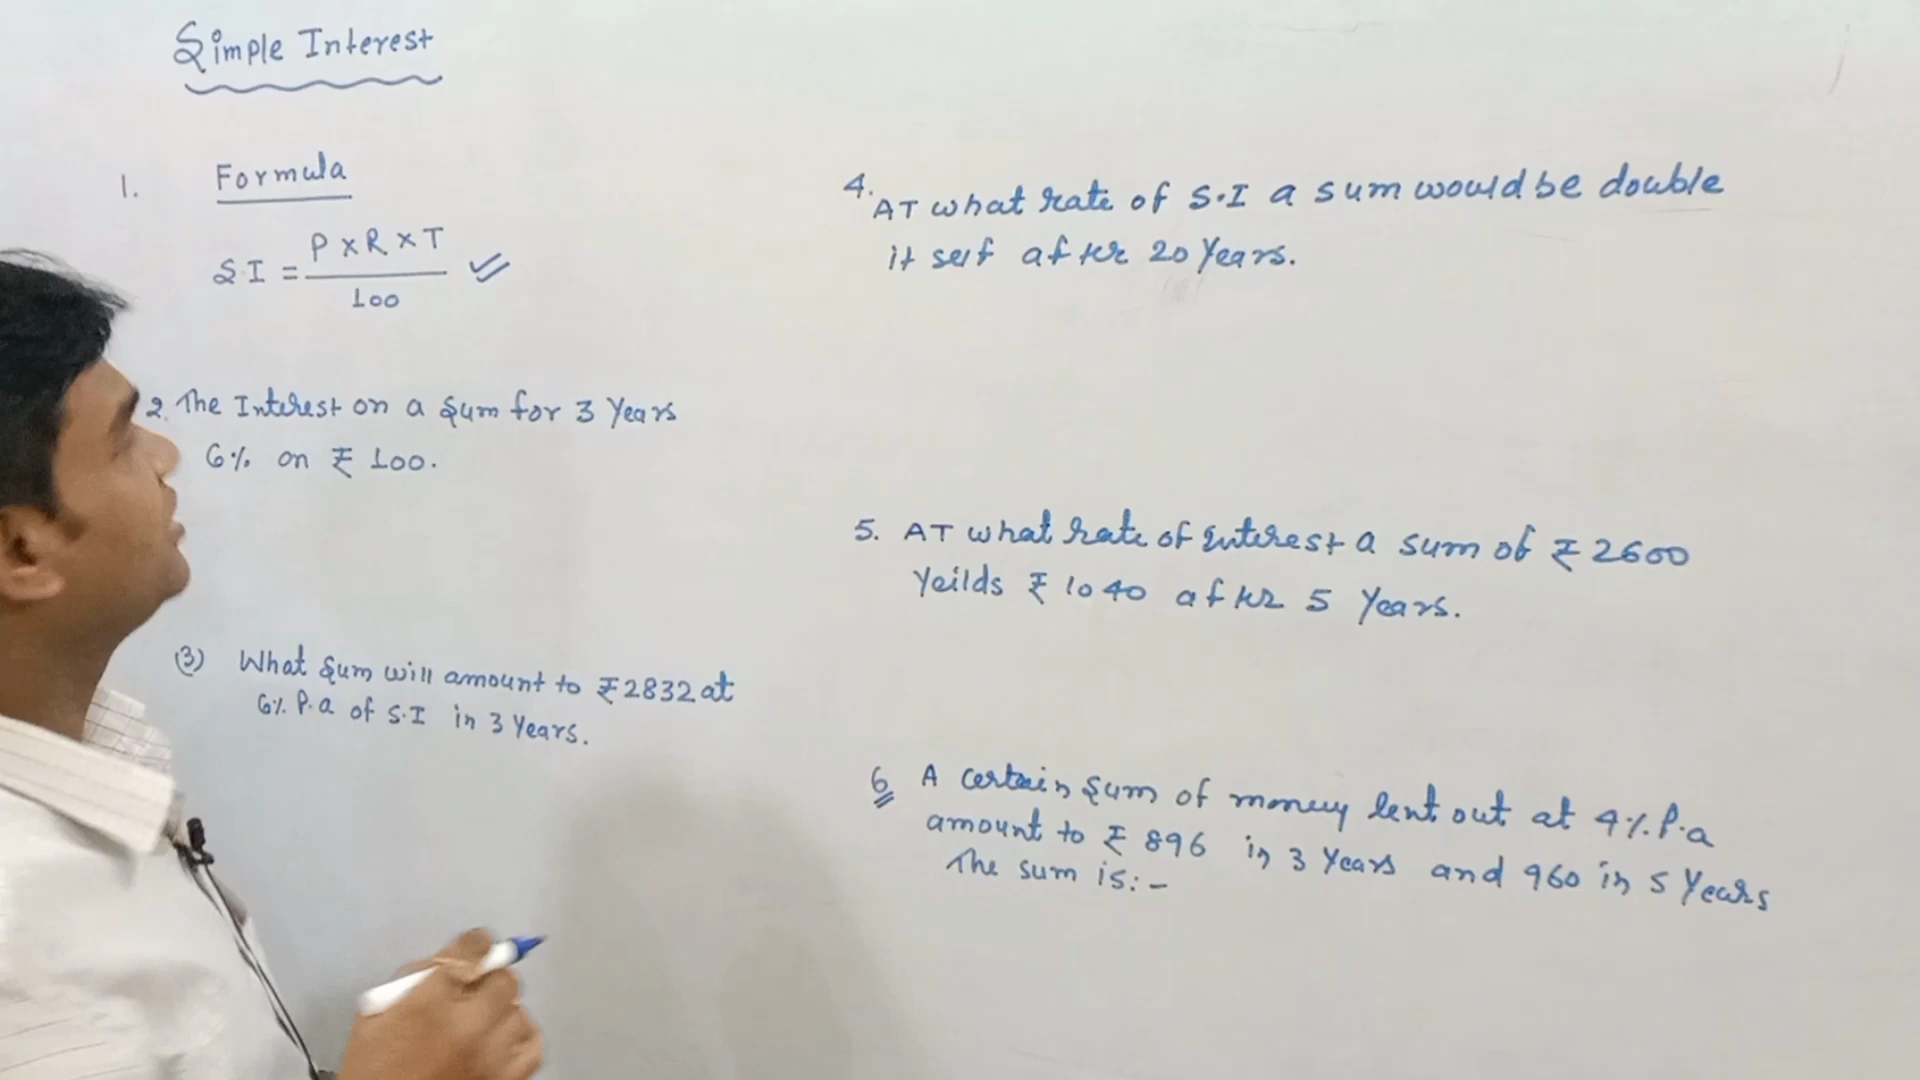 Simple Interest
1. Formula
S.I = P x R x T / 100
2. The Interest on a Sum for 3 Years
6% on ₹ 100.
(3) What Sum will amount to ₹2832 at
6% P.a of S.I in 3 Years.
4. AT what rate of S.I a sum would be double
it self after 20 Years.
5. AT what rate of interest a sum of ₹ 2600
Yeilds ₹ 1040 after 5 Years.
6 A certain Sum of money lent out at 4% P.a
amount to ₹ 896 in 3 Years and 960 in 5 Years
The sum is:-